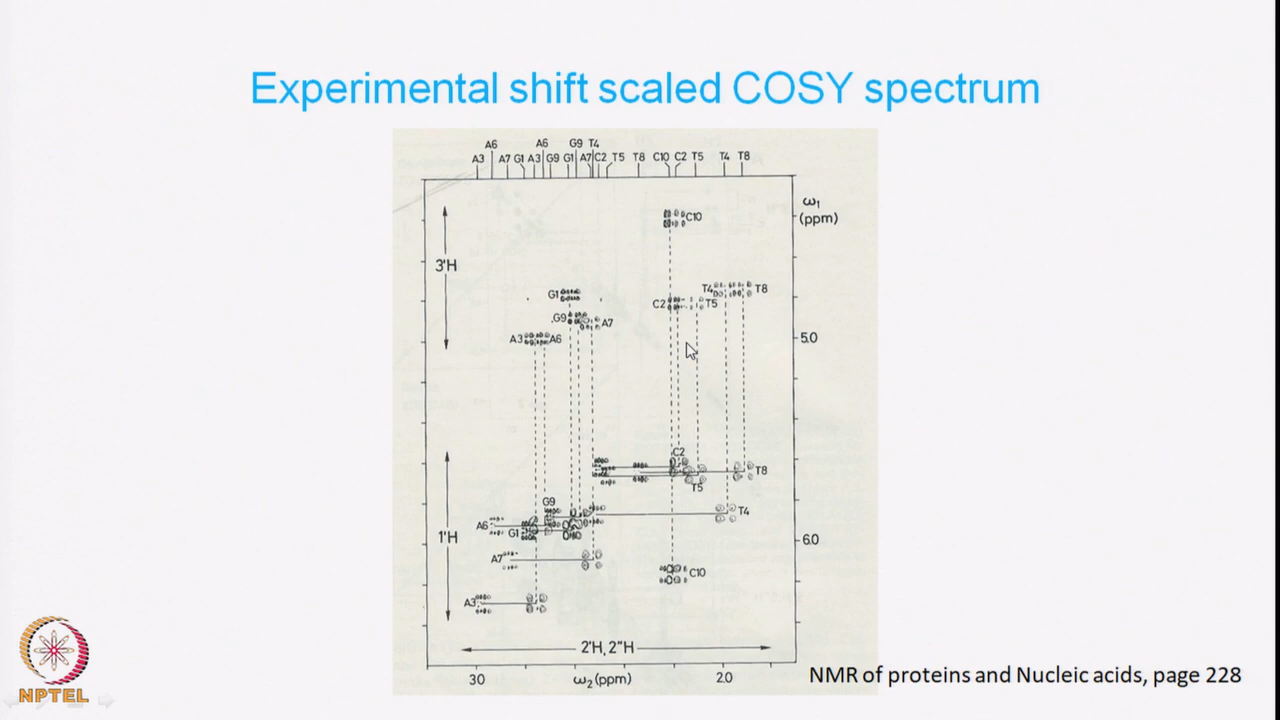 Experimental shift scaled COSY spectrum
A6 A6 G9 T4
A3 A7 G1 A3 G9 G1 A7 C2 T5 T8 C10 C2 T5 T4 T8
ω₁
(ppm)
C10
3'H
G1 T4 T8
C2 T5
G9 A7
A3 A6 5.0
C2
T8
T5
G9
T4
A6
G1
1'H 6.0
A7
C10
A3
2'H, 2"H
30 ω₂(ppm) 20
NMR of proteins and Nucleic acids, page 228
NPTEL